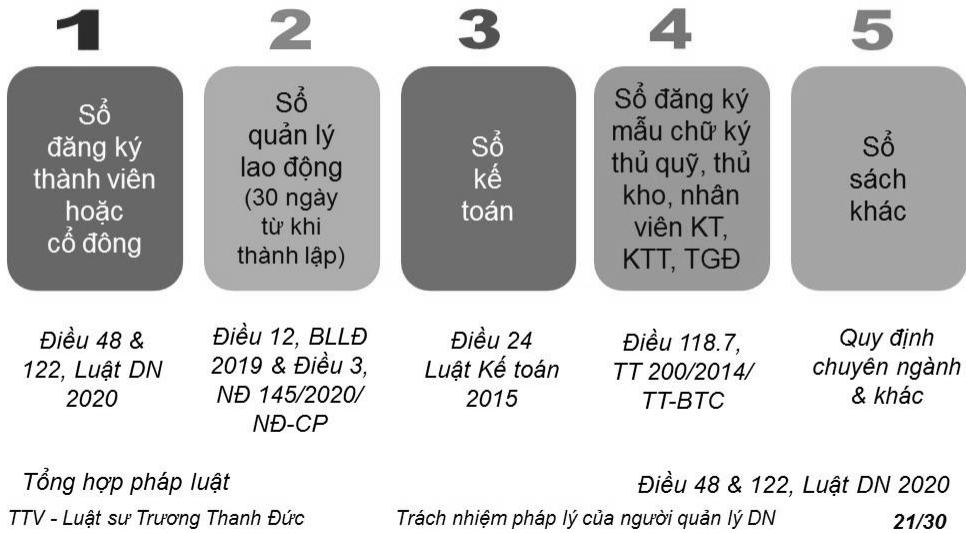 1
2
3
4
5
Sổ
đăng ký
thành viên
hoặc
cổ đông
Sổ
quản lý
lao động
(30 ngày
từ khi
thành lập)
Sổ
kế
toán
Sổ đăng ký
mẫu chữ ký
thủ quỹ, thủ
kho, nhân
viên KT,
KTT, TGĐ
Sổ
sách
khác
Điều 48 &
122, Luật DN
2020
Điều 12, BLLĐ
2019 & Điều 3,
NĐ 145/2020/
NĐ-CP
Điều 24
Luật Kế toán
2015
Điều 118.7,
TT 200/2014/
TT-BTC
Quy định
chuyên ngành
& khác
Tổng hợp pháp luật
Điều 48 & 122, Luật DN 2020
TTV - Luật sư Trương Thanh Đức
Trách nhiệm pháp lý của người quản lý DN
21/30